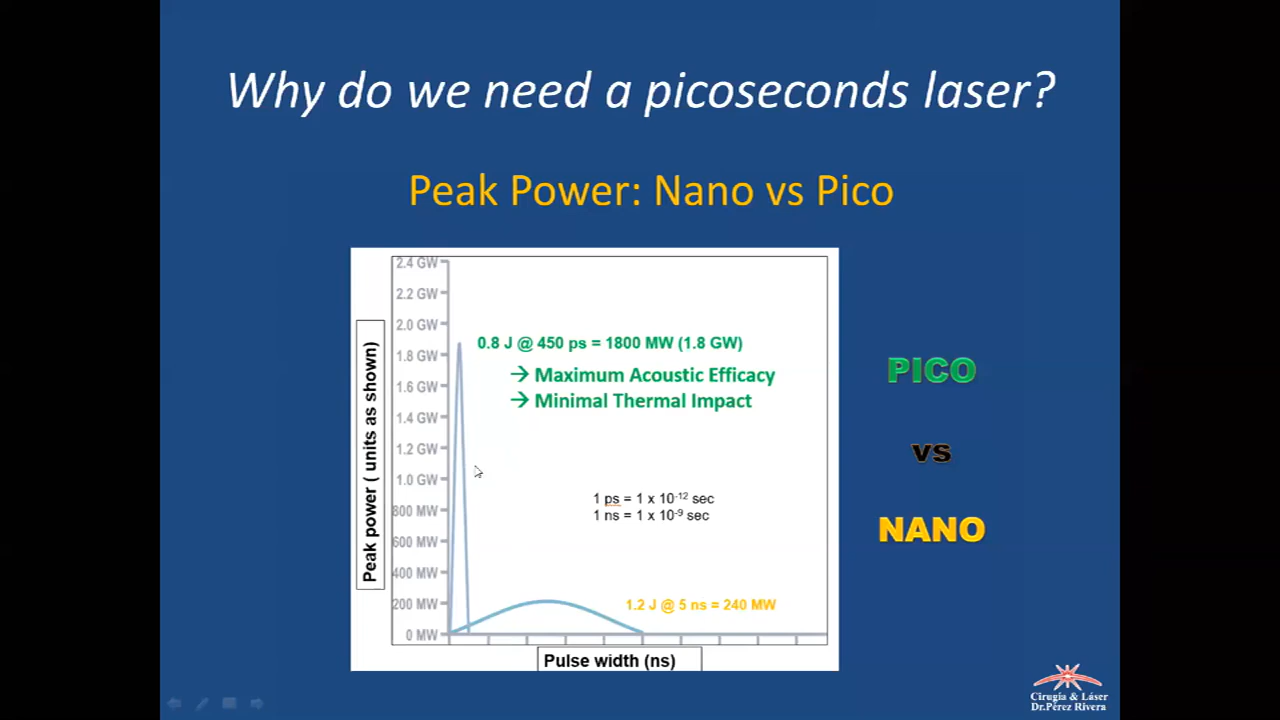 Why do we need a picoseconds laser?
Peak Power: Nano vs Pico
2.4 GW
2.2 GW
2.0 GW
1.8 GW
1.6 GW
1.4 GW
1.2 GW
1.0 GW
800 MW
600 MW
400 MW
200 MW
0 MW
Peak power ( units as shown)
0.8 J @ 450 ps = 1800 MW (1.8 GW)
→ Maximum Acoustic Efficacy
→ Minimal Thermal Impact
1 ps = 1 x 10⁻¹² sec
1 ns = 1 x 10⁻⁹ sec
1.2 J @ 5 ns = 240 MW
Pulse width (ns)
PICO
vs
NANO
Cirugía & Láser
Dr.Pérez Rivera